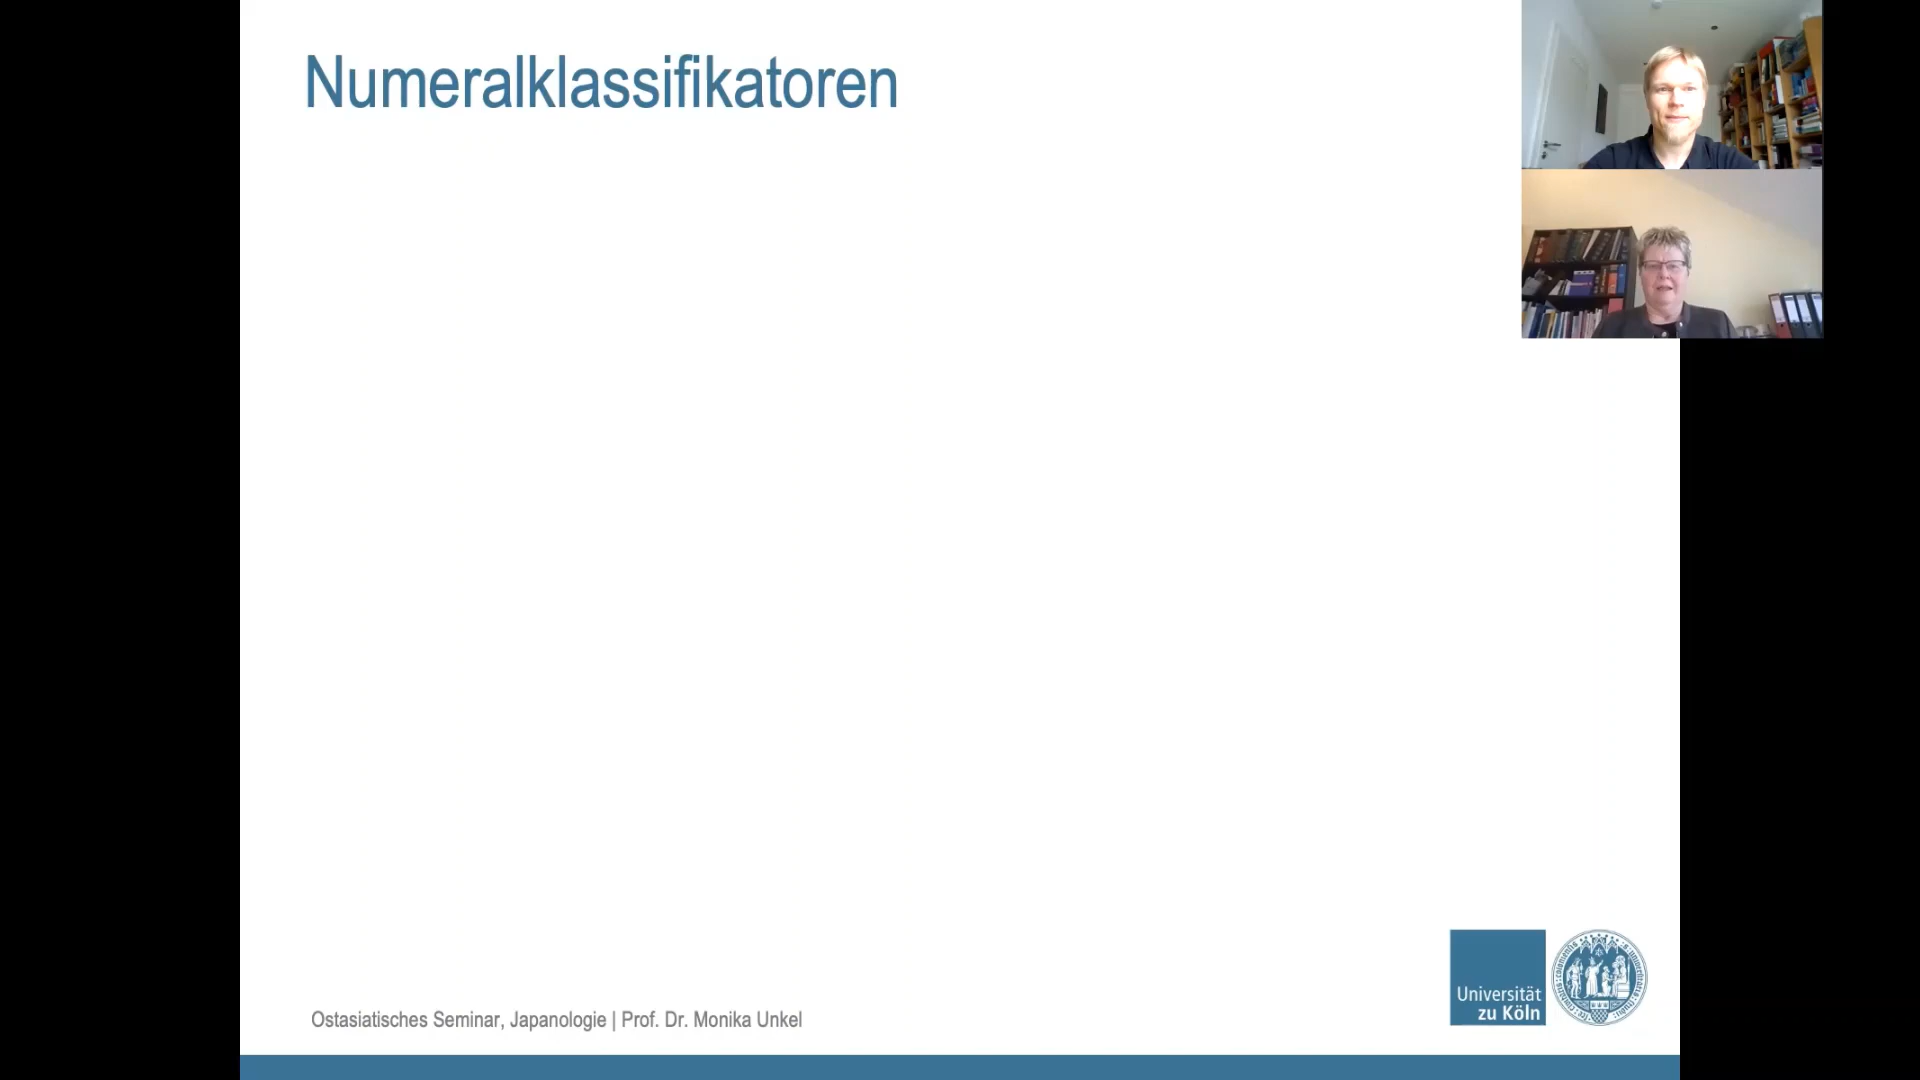 Numeralklassifikatoren
Universität
zu Köln
Ostasiatisches Seminar, Japanologie | Prof. Dr. Monika Unkel